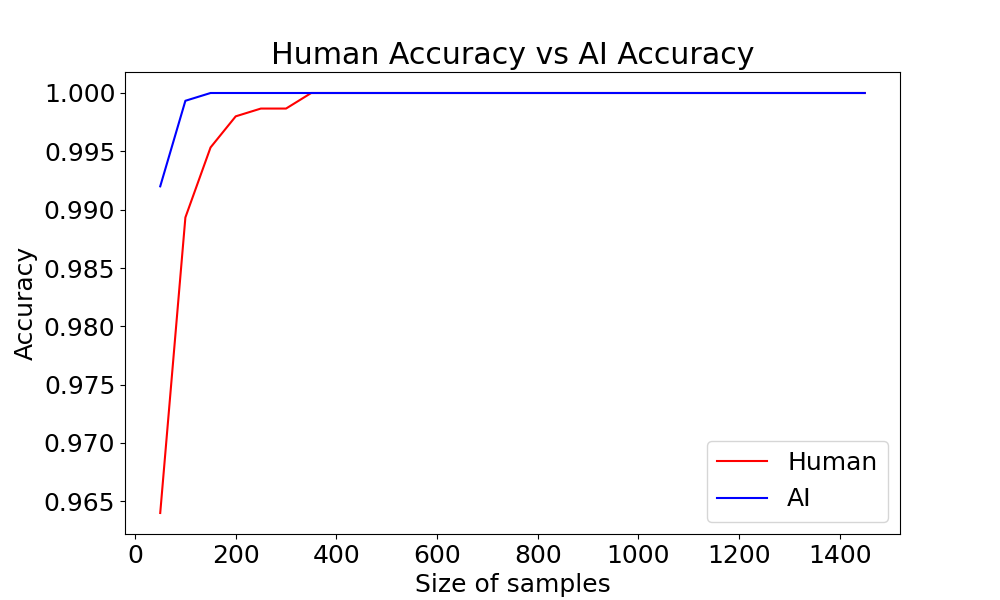 Human Accuracy vs AI Accuracy
1.000
0.995
0.990
0.985
0.980
0.975
0.970
0.965
Accuracy
Human
AI
0 200 400 600 800 1000 1200 1400
Size of samples